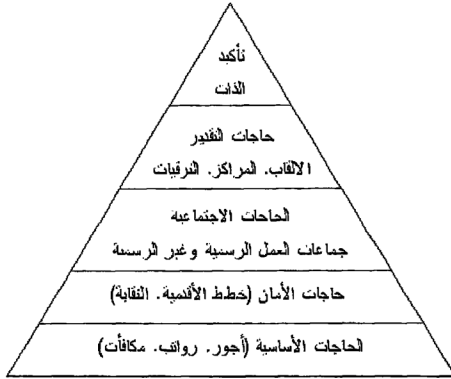 تأكيد
الذات
حاجات التقدير
الالقاب. المراكز. الترقيات
الحاجات الاجتماعية
جماعات العمل الرسمية وغير الرسمية
حاجات الأمان (خطط الأقدمية. النقابة)
الحاجات الأساسية (أجور. رواتب. مكافآت)